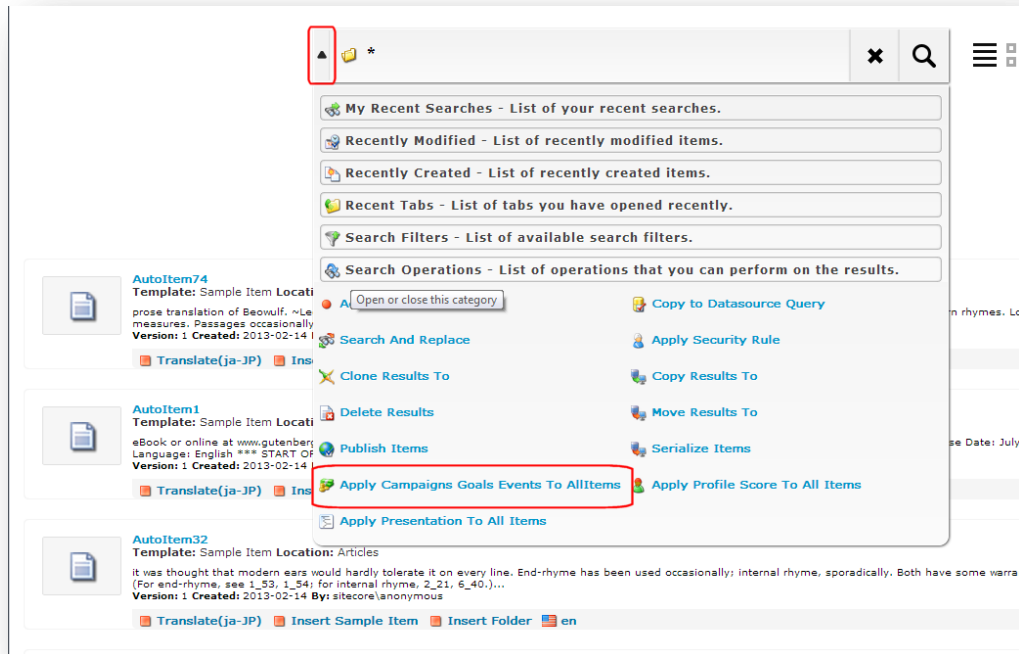 *
My Recent Searches - List of your recent searches.
Recently Modified - List of recently modified items.
Recently Created - List of recently created items.
Recent Tabs - List of tabs you have opened recently.
Search Filters - List of available search filters.
Search Operations - List of operations that you can perform on the results.
Open or close this category
Copy to Datasource Query
Search And Replace
Apply Security Rule
Clone Results To
Copy Results To
Delete Results
Move Results To
Publish Items
Serialize Items
Apply Campaigns Goals Events To AllItems
Apply Profile Score To All Items
Apply Presentation To All Items
AutoItem74
Template: Sample Item Locati
prose translation of Beowulf. ~Le
n rhymes. Lo
measures. Passages occasionally
Version: 1 Created: 2013-02-14
Translate(ja-JP) Ins
AutoItem1
Template: Sample Item Locati
eBook or online at www.gutenberg
se Date: July
Language: English *** START OF
Version: 1 Created: 2013-02-14
Translate(ja-JP) Ins
AutoItem32
Template: Sample Item Location: Articles
it was thought that modern ears would hardly tolerate it on every line. End-rhyme has been used occasionally; internal rhyme, sporadically. Both have some warra
(For end-rhyme, see 1_53, 1_54; for internal rhyme, 2_21, 6_40.)...
Version: 1 Created: 2013-02-14 By: sitecore\anonymous
Translate(ja-JP) Insert Sample Item Insert Folder en